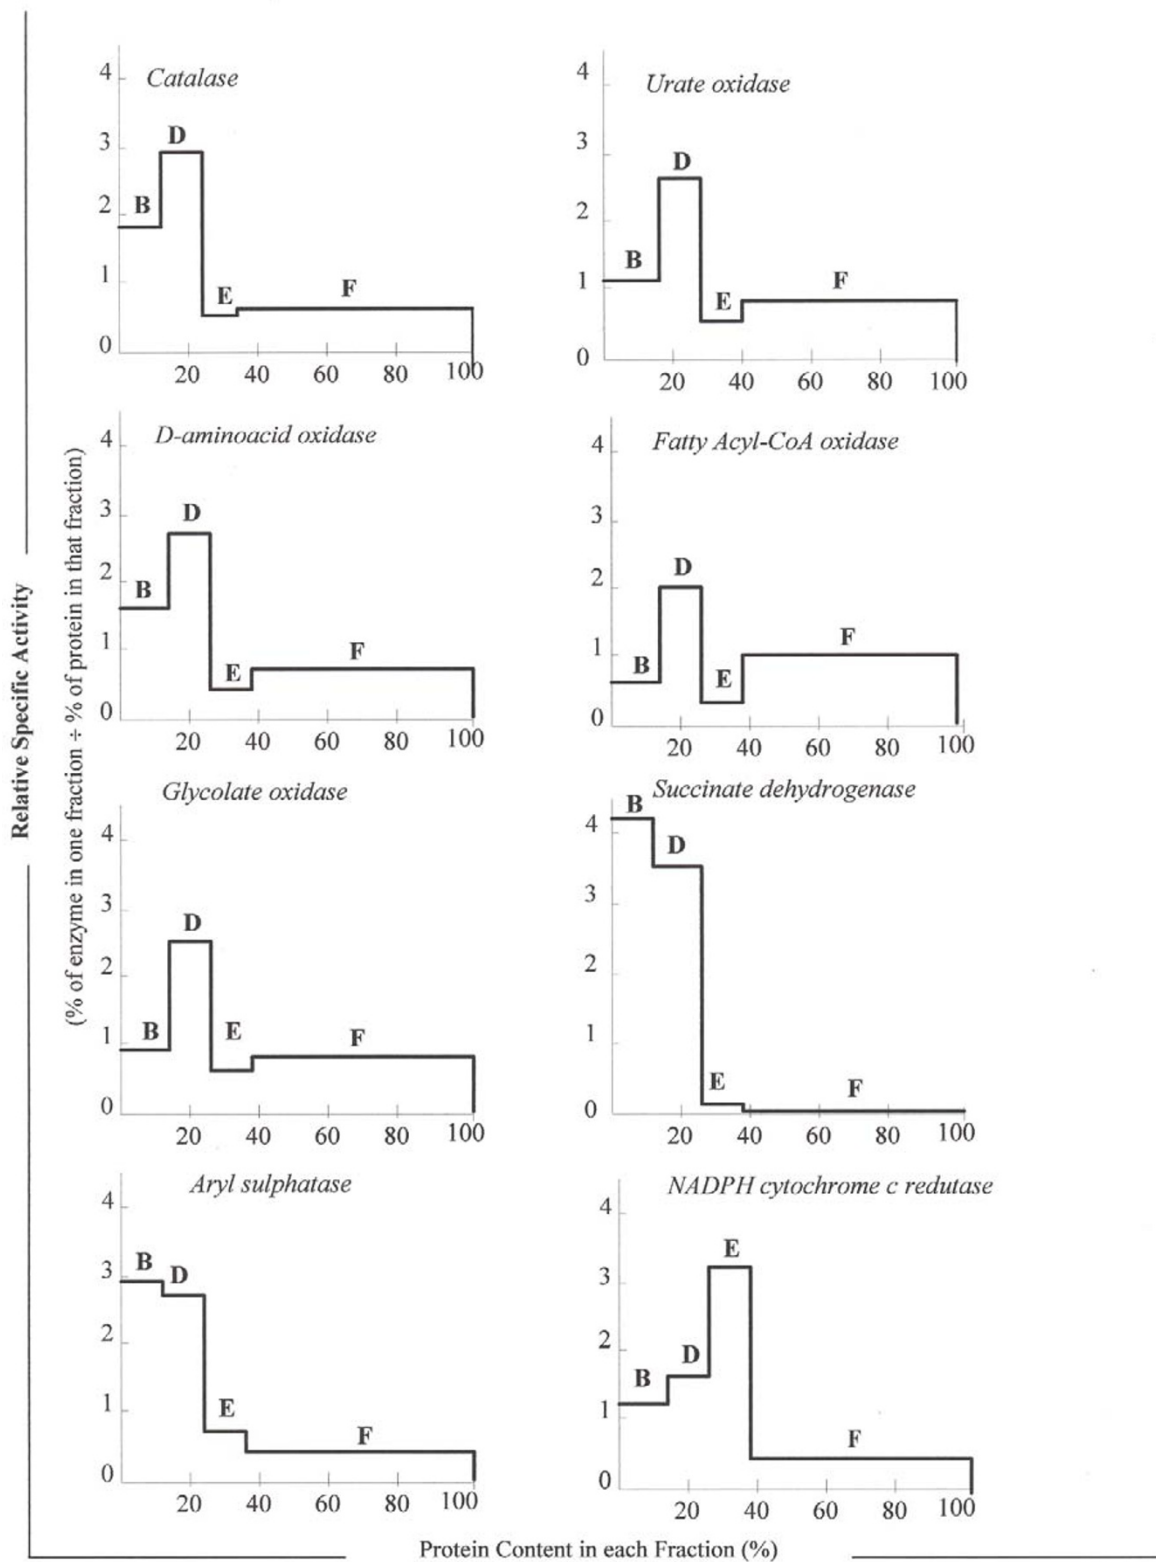 Relative Specific Activity
(% of enzyme in one fraction ÷ % of protein in that fraction)
Catalase
4
3
2
1
0
B
D
E
F
20 40 60 80 100
Urate oxidase
4
3
2
1
0
B
D
E
F
20 40 60 80 100
D-aminoacid oxidase
4
3
2
1
0
B
D
E
F
20 40 60 80 100
Fatty Acyl-CoA oxidase
4
3
2
1
0
B
D
E
F
20 40 60 80 100
Glycolate oxidase
4
3
2
1
0
B
D
E
F
20 40 60 80 100
Succinate dehydrogenase
4
3
2
1
0
B
D
E
F
20 40 60 80 100
Aryl sulphatase
4
3
2
1
0
B
D
E
F
20 40 60 80 100
NADPH cytochrome c redutase
4
3
2
1
0
B
D
E
F
20 40 60 80 100
Protein Content in each Fraction (%)